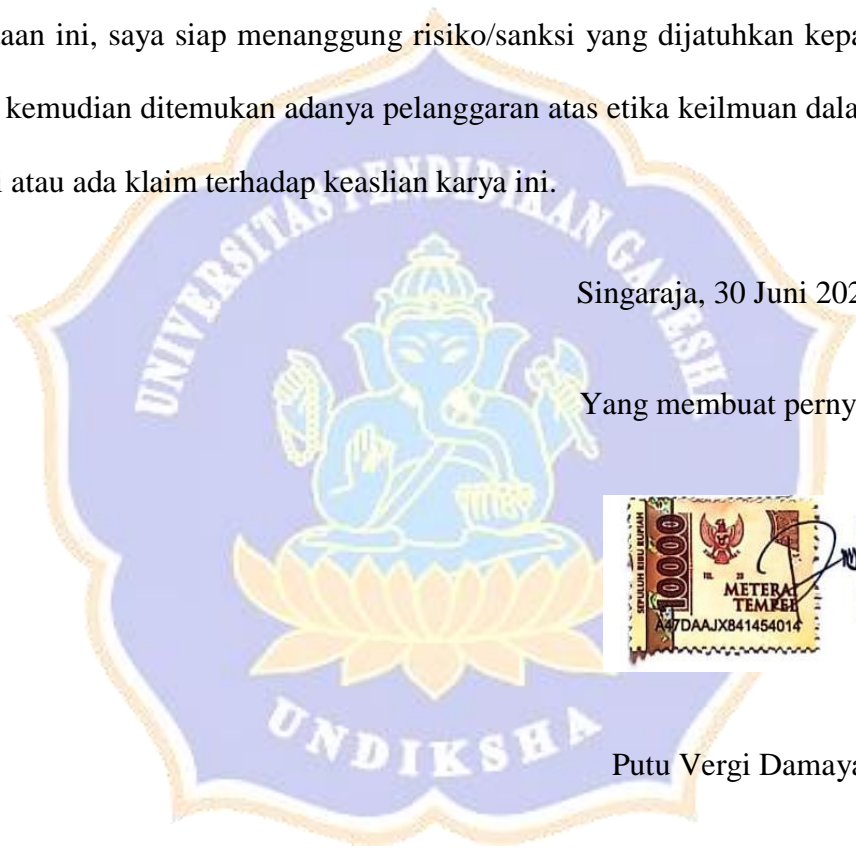 aan ini, saya siap menanggung risiko/sanksi yang dijatuhkan kepa
kemudian ditemukan adanya pelanggaran atas etika keilmuan dala
i atau ada klaim terhadap keaslian karya ini.
UNIVERSITAS PENDIDIKAN GANESHA
Singaraja, 30 Juni 202
Yang membuat perny
SEPULUH RIBU RUPIAH
10000
TGL. 20
METERAI
TEMPEL
A47DAAJX841454014
UNDIKSHA
Putu Vergi Damaya